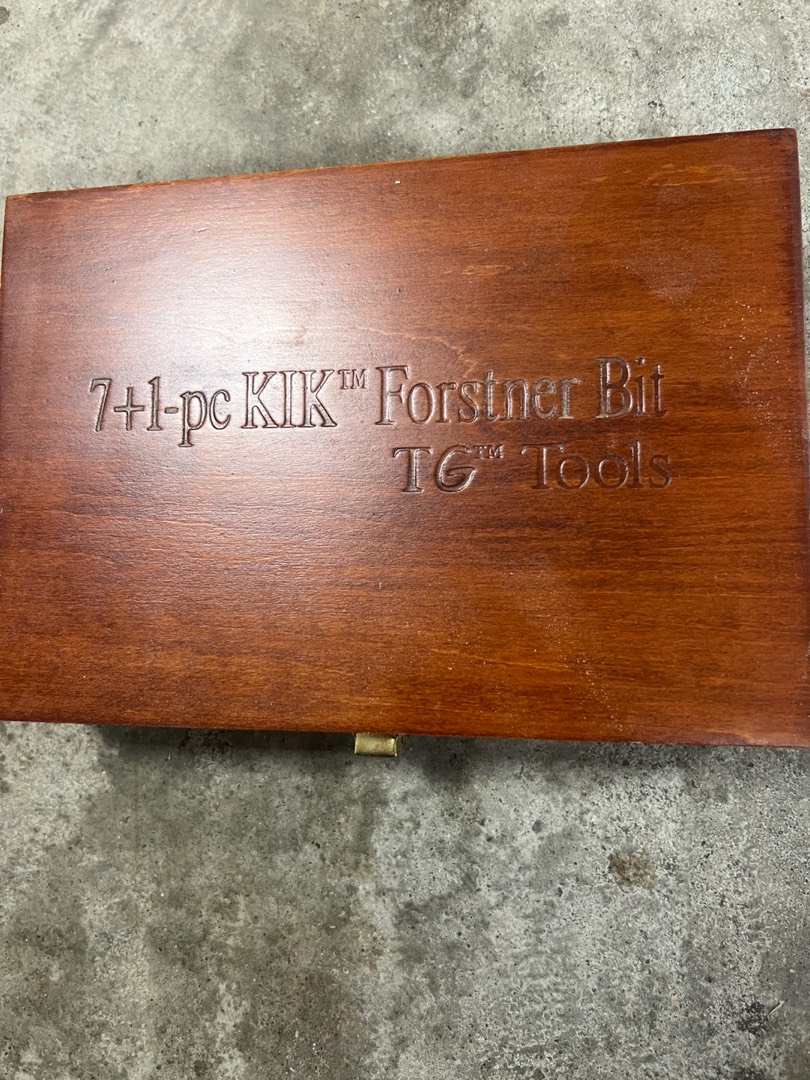 7+1-pc KIK™ Forstner Bit
TG™ Tools